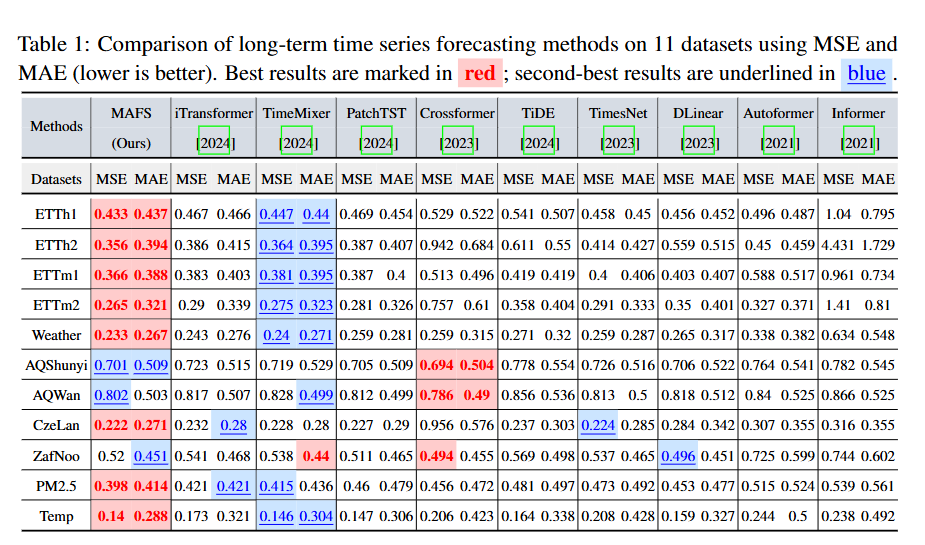 Table 1: Comparison of long-term time series forecasting methods on 11 datasets using MSE and
MAE (lower is better). Best results are marked in red ; second-best results are underlined in blue .
Methods MAFS iTransformer TimeMixer PatchTST Crossformer TiDE TimesNet DLinear Autoformer Informer
(Ours) [2024] [2024] [2024] [2023] [2024] [2023] [2023] [2021] [2021]
Datasets MSE MAE MSE MAE MSE MAE MSE MAE MSE MAE MSE MAE MSE MAE MSE MAE MSE MAE MSE MAE
ETTh1 0.433 0.437 0.467 0.466 0.447 0.44 0.469 0.454 0.529 0.522 0.541 0.507 0.458 0.45 0.456 0.452 0.496 0.487 1.04 0.795
ETTh2 0.356 0.394 0.386 0.415 0.364 0.395 0.387 0.407 0.942 0.684 0.611 0.55 0.414 0.427 0.559 0.515 0.45 0.459 4.431 1.729
ETTm1 0.366 0.388 0.383 0.403 0.381 0.395 0.387 0.4 0.513 0.496 0.419 0.419 0.4 0.406 0.403 0.407 0.588 0.517 0.961 0.734
ETTm2 0.265 0.321 0.29 0.339 0.275 0.323 0.281 0.326 0.757 0.61 0.358 0.404 0.291 0.333 0.35 0.401 0.327 0.371 1.41 0.81
Weather 0.233 0.267 0.243 0.276 0.24 0.271 0.259 0.281 0.259 0.315 0.271 0.32 0.259 0.287 0.265 0.317 0.338 0.382 0.634 0.548
AQShunyi 0.701 0.509 0.723 0.515 0.719 0.529 0.705 0.509 0.694 0.504 0.778 0.554 0.726 0.516 0.706 0.522 0.764 0.541 0.782 0.545
AQWan 0.802 0.503 0.817 0.507 0.828 0.499 0.812 0.499 0.786 0.49 0.856 0.536 0.813 0.5 0.818 0.512 0.84 0.525 0.866 0.525
CzeLan 0.222 0.271 0.232 0.28 0.228 0.28 0.227 0.29 0.956 0.576 0.237 0.303 0.224 0.285 0.284 0.342 0.307 0.355 0.316 0.355
ZafNoo 0.52 0.451 0.541 0.468 0.538 0.44 0.511 0.465 0.494 0.455 0.569 0.498 0.537 0.465 0.496 0.451 0.725 0.599 0.744 0.602
PM2.5 0.398 0.414 0.421 0.421 0.415 0.436 0.46 0.479 0.456 0.472 0.481 0.497 0.473 0.492 0.453 0.477 0.515 0.524 0.539 0.561
Temp 0.14 0.288 0.173 0.321 0.146 0.304 0.147 0.306 0.206 0.423 0.164 0.338 0.208 0.428 0.159 0.327 0.244 0.5 0.238 0.492